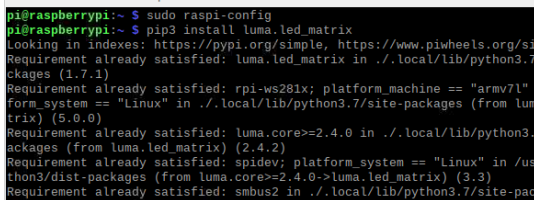 pi@raspberrypi:~ $ sudo raspi-config
pi@raspberrypi:~ $ pip3 install luma.led_matrix
Looking in indexes: https://pypi.org/simple, https://www.piwheels.org/si
Requirement already satisfied: luma.led_matrix in ./.local/lib/python3.7
ckages (1.7.1)
Requirement already satisfied: rpi-ws281x; platform_machine == "armv7l"
form_system == "Linux" in ./.local/lib/python3.7/site-packages (from lum
trix) (5.0.0)
Requirement already satisfied: luma.core>=2.4.0 in ./.local/lib/python3.
ackages (from luma.led_matrix) (2.4.2)
Requirement already satisfied: spidev; platform_system == "Linux" in /us
thon3/dist-packages (from luma.core>=2.4.0->luma.led_matrix) (3.3)
Requirement already satisfied: smbus2 in ./.local/lib/python3.7/site-pac